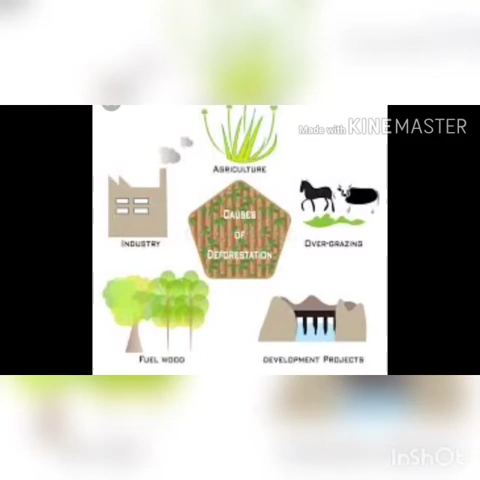 Made with KINEMASTER
AGRICULTURE
CAUSES
OF
DEFORESTATION
INDUSTRY
OVER-GRAZING
FUEL WOOD
DEVELOPMENT PROJECTS
InShOt